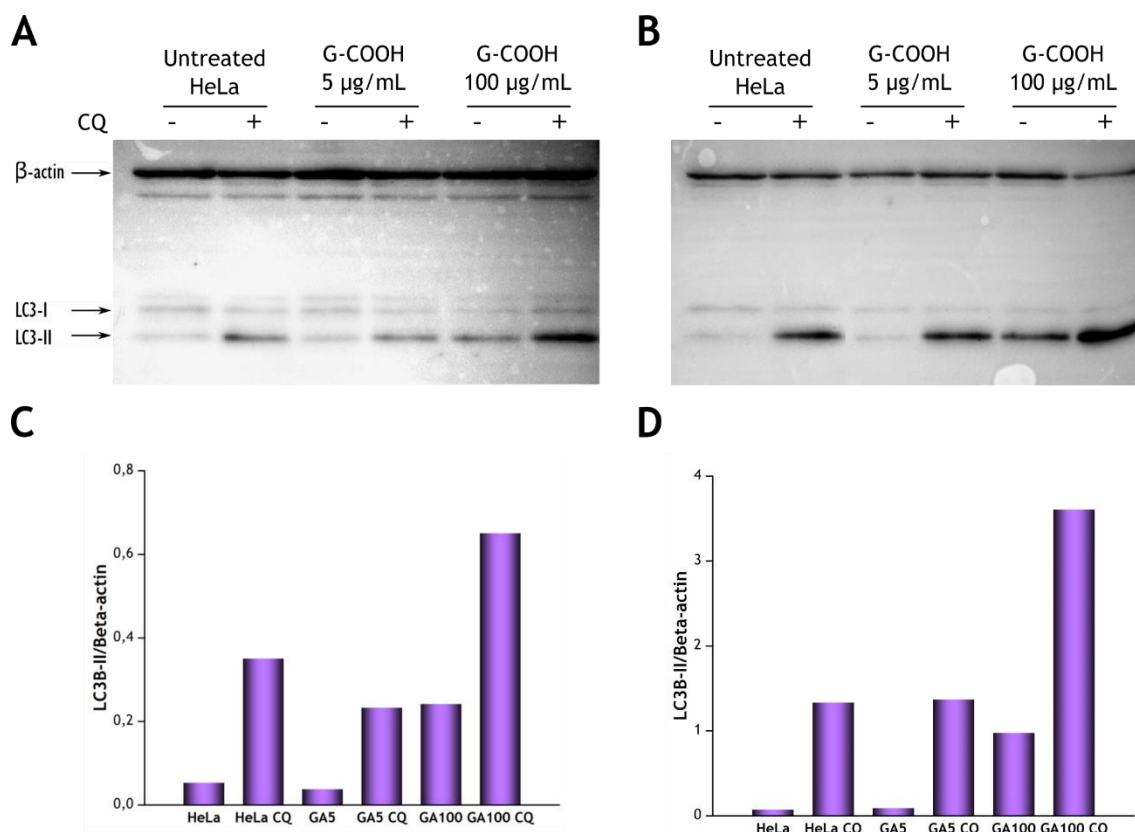 A
Untreated
HeLa
G-COOH
5 µg/mL
G-COOH
100 µg/mL
CQ
- + - + - +
β-actin
LC3-I
LC3-II
B
Untreated
HeLa
G-COOH
5 µg/mL
G-COOH
100 µg/mL
- + - + - +
C
LC3B-II/Beta-actin
0,8
0,6
0,4
0,2
0,0
HeLa HeLa CQ GA5 GA5 CQ GA100 GA100 CQ
D
LC3B-II/Beta-actin
4
3
2
1
0
HeLa HeLa CQ GA5 GA5 CQ GA100 GA100 CQ